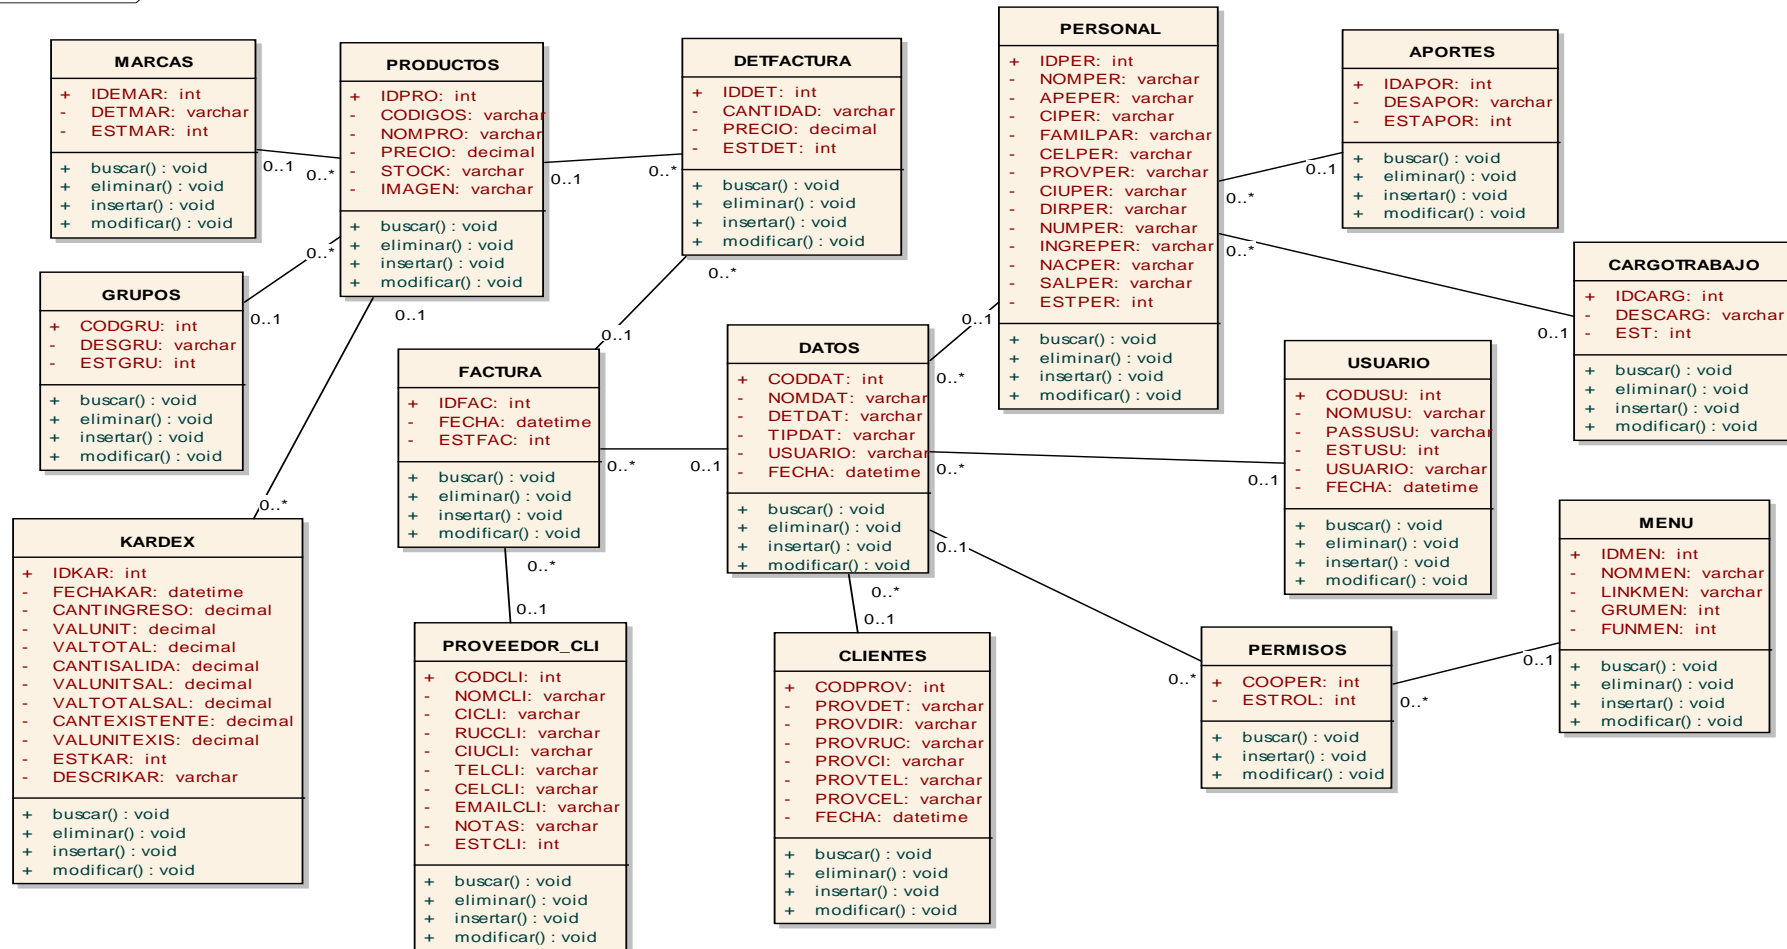 MARCAS
+ IDEMAR: int
- DETMAR: varchar
- ESTMAR: int
+ buscar() : void
+ eliminar() : void
+ insertar() : void
+ modificar() : void
PRODUCTOS
+ IDPRO: int
- CODIGOS: varchar
- NOMPRO: varchar
- PRECIO: decimal
- STOCK: varchar
- IMAGEN: varchar
+ buscar() : void
+ eliminar() : void
+ insertar() : void
+ modificar() : void
DETFACTURA
+ IDDET: int
- CANTIDAD: varchar
- PRECIO: decimal
- ESTDET: int
+ buscar() : void
+ eliminar() : void
+ insertar() : void
+ modificar() : void
PERSONAL
+ IDPER: int
- NOMPER: varchar
- APEPER: varchar
- CIPER: varchar
- FAMILPAR: varchar
- CELPER: varchar
- PROVPER: varchar
- CIUPER: varchar
- DIRPER: varchar
- NUMPER: varchar
- INGREPER: varchar
- NACPER: varchar
- SALPER: varchar
- ESTPER: int
+ buscar() : void
+ eliminar() : void
+ insertar() : void
+ modificar() : void
APORTES
+ IDAPOR: int
- DESAPOR: varchar
- ESTAPOR: int
+ buscar() : void
+ eliminar() : void
+ insertar() : void
+ modificar() : void
0..1
0..*
0..1
0..*
0..1
0..*
0..*
0..*
0..1
0..1
0..*
0..1
0..1
0..*
0..1
GRUPOS
+ CODGRU: int
- DESGRU: varchar
- ESTGRU: int
+ buscar() : void
+ eliminar() : void
+ insertar() : void
+ modificar() : void
FACTURA
+ IDFAC: int
- FECHA: datetime
- ESTFAC: int
+ buscar() : void
+ eliminar() : void
+ insertar() : void
+ modificar() : void
DATOS
+ CODDAT: int
- NOMDAT: varchar
- DETDAT: varchar
- TIPDAT: varchar
- USUARIO: varchar
- FECHA: datetime
+ buscar() : void
+ eliminar() : void
+ insertar() : void
+ modificar() : void
USUARIO
+ CODUSU: int
- NOMUSU: varchar
- PASSUSU: varchar
- ESTUSU: int
- USUARIO: varchar
- FECHA: datetime
+ buscar() : void
+ eliminar() : void
+ insertar() : void
+ modificar() : void
CARGOTRABAJO
+ IDCARG: int
- DESCARG: varchar
- EST: int
+ buscar() : void
+ eliminar() : void
+ insertar() : void
+ modificar() : void
0..*
0..*
0..1
0..*
0..1
0..*
0..1
0..*
0..1
0..1
0..*
0..1
0..*
KARDEX
+ IDKAR: int
- FECHAKAR: datetime
- CANTINGRESO: decimal
- VALUNIT: decimal
- VALTOTAL: decimal
- CANTISALIDA: decimal
- VALUNITSAL: decimal
- VALTOTALSAL: decimal
- CANTEXISTENTE: decimal
- VALUNITEXIS: decimal
- ESTKAR: int
- DESCRIKAR: varchar
+ buscar() : void
+ eliminar() : void
+ insertar() : void
+ modificar() : void
PROVEEDOR_CLI
+ CODCLI: int
- NOMCLI: varchar
- CICLI: varchar
- RUCCLI: varchar
- CIUCLI: varchar
- TELCLI: varchar
- CELCLI: varchar
- EMAILCLI: varchar
- NOTAS: varchar
- ESTCLI: int
+ buscar() : void
+ eliminar() : void
+ insertar() : void
+ modificar() : void
CLIENTES
+ CODPROV: int
- PROVDET: varchar
- PROVDIR: varchar
- PROVRUC: varchar
- PROVCI: varchar
- PROVTEL: varchar
- PROVCEL: varchar
- FECHA: datetime
+ buscar() : void
+ eliminar() : void
+ insertar() : void
+ modificar() : void
PERMISOS
+ COOPER: int
- ESTROL: int
+ buscar() : void
+ insertar() : void
+ modificar() : void
MENU
+ IDMEN: int
- NOMMEN: varchar
- LINKMEN: varchar
- GRUMEN: int
- FUNMEN: int
+ buscar() : void
+ eliminar() : void
+ insertar() : void
+ modificar() : void